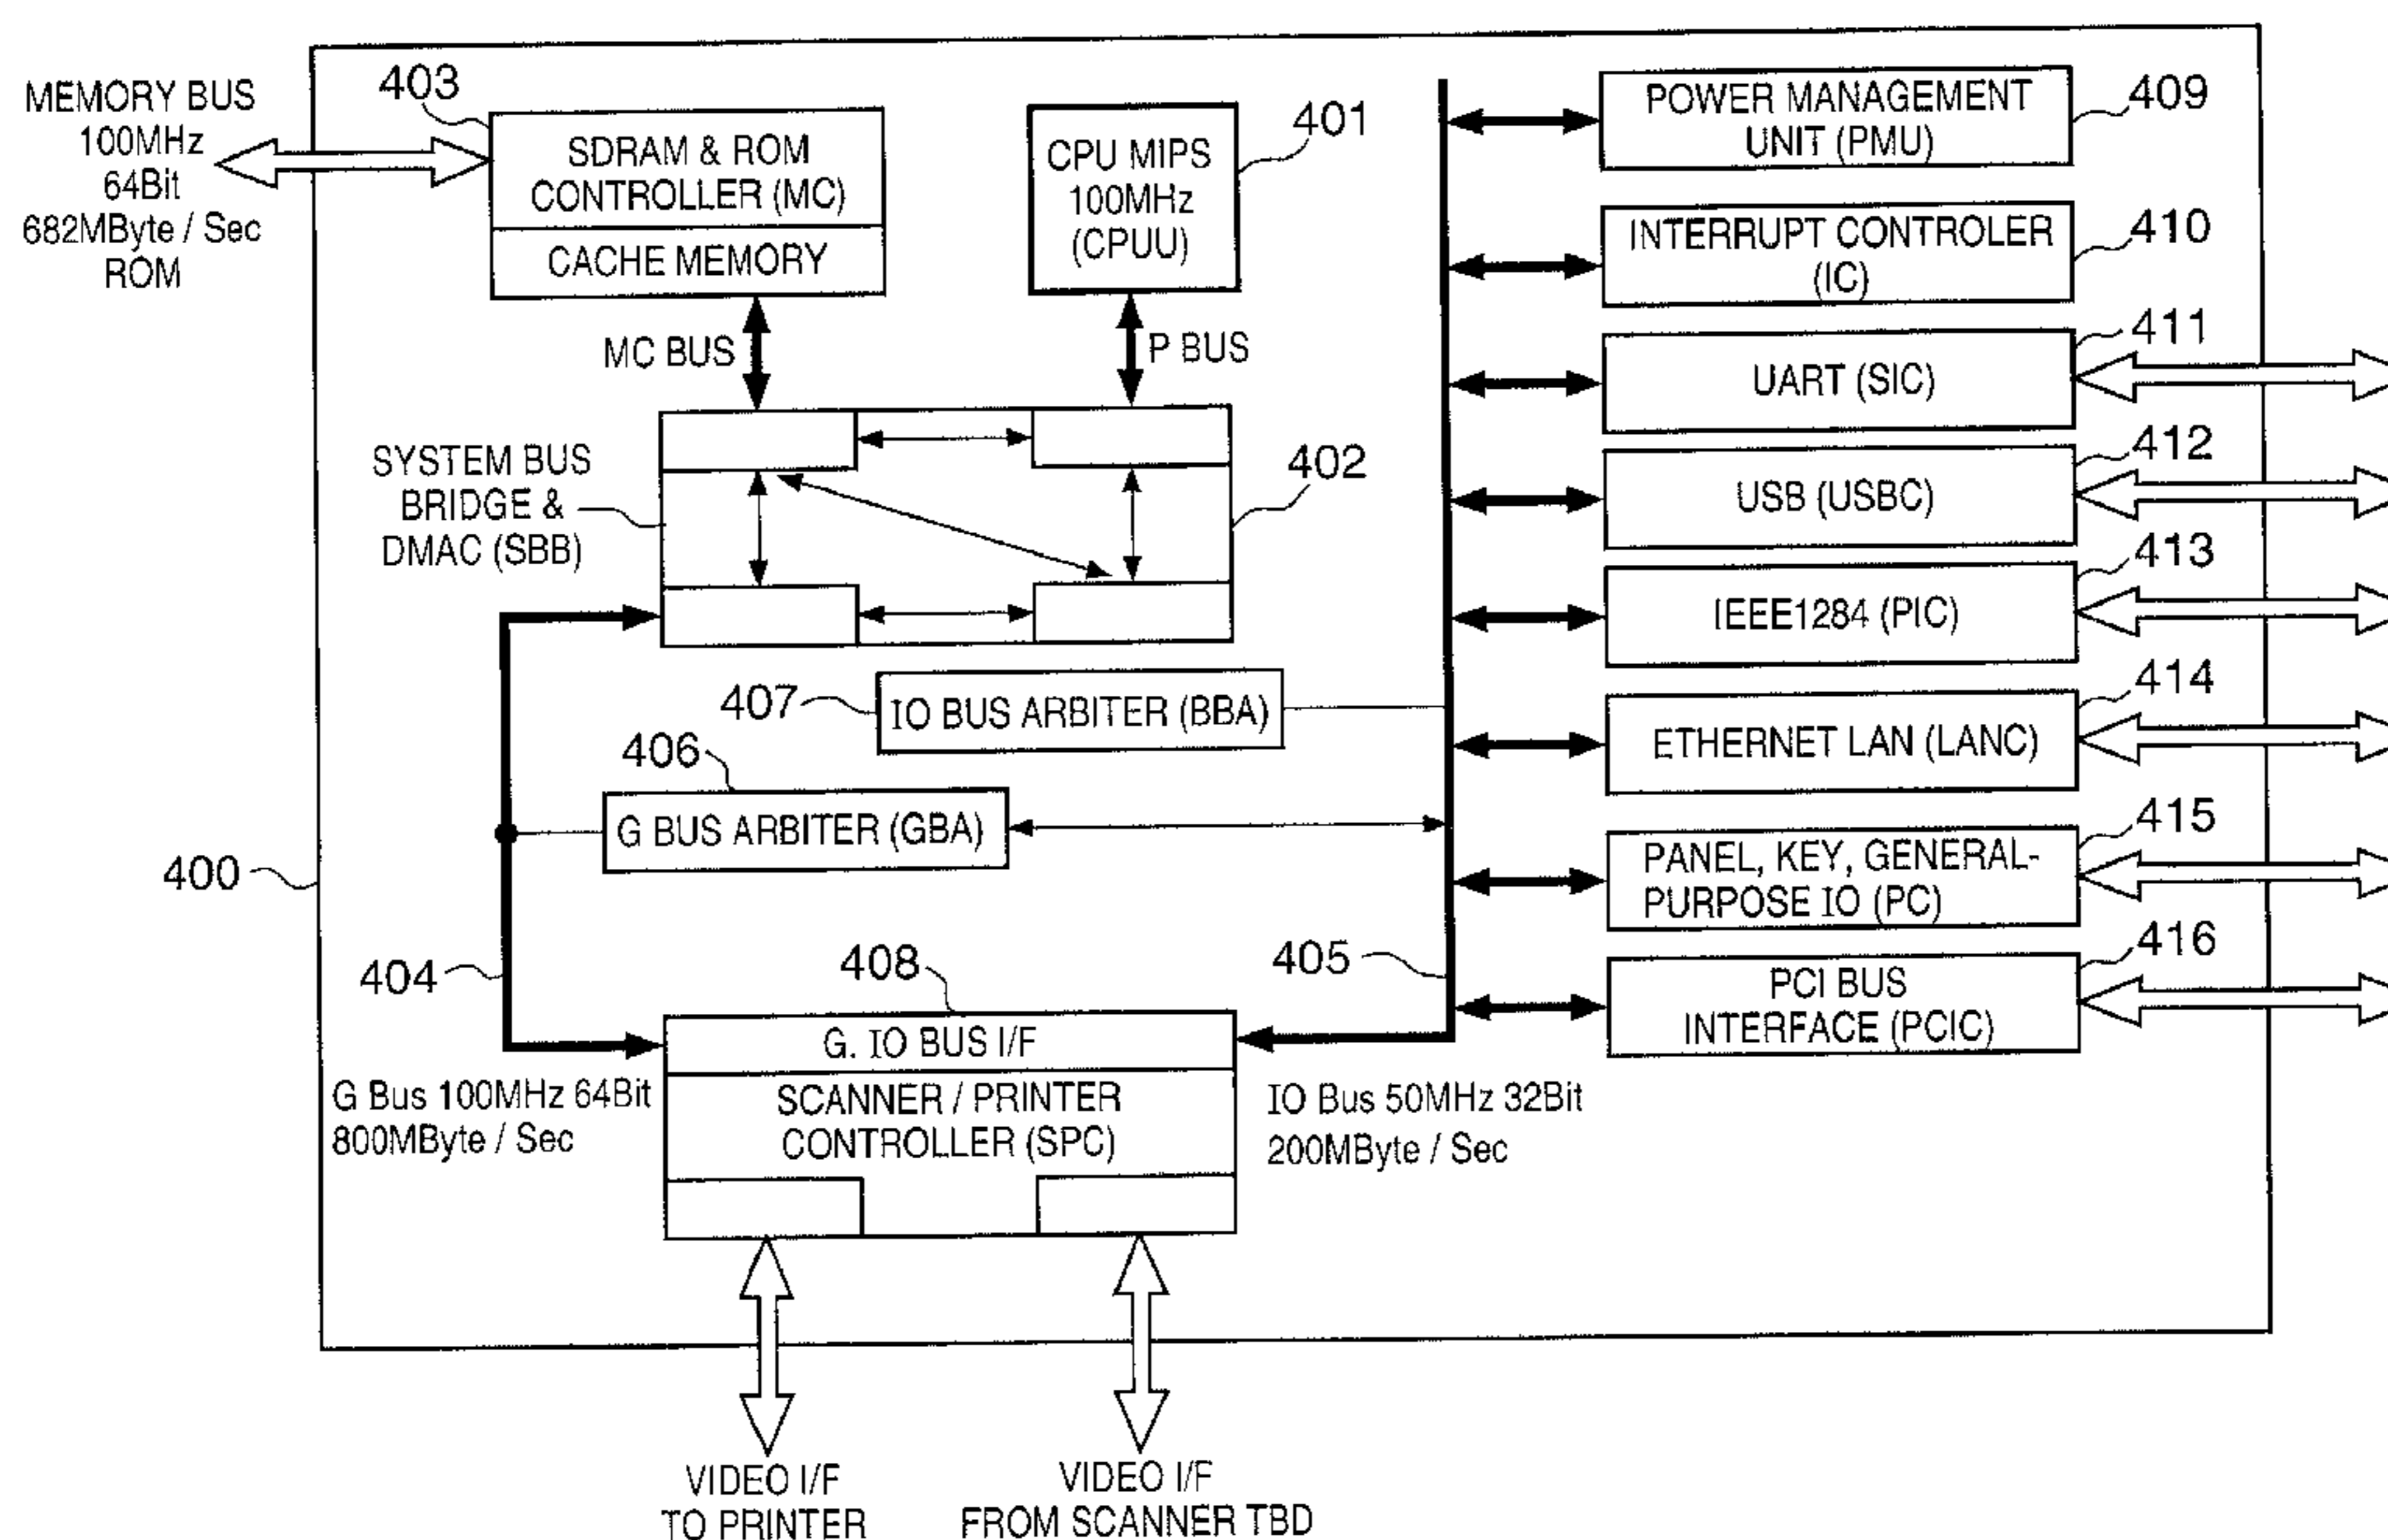 MEMORY BUS
100MHz
64Bit
682MByte / Sec
ROM
403
SDRAM & ROM
CONTROLLER (MC)
CACHE MEMORY
401
CPU MIPS
100MHz
(CPUU)
MC BUS
P BUS
SYSTEM BUS
BRIDGE &
DMAC (SBB)
402
407
IO BUS ARBITER (BBA)
406
G BUS ARBITER (GBA)
400
404
408
405
G. IO BUS I/F
SCANNER / PRINTER
CONTROLLER (SPC)
G Bus 100MHz 64Bit
800MByte / Sec
IO Bus 50MHz 32Bit
200MByte / Sec
VIDEO I/F
TO PRINTER
VIDEO I/F
FROM SCANNER TBD
POWER MANAGEMENT
UNIT (PMU)
409
INTERRUPT CONTROLER
(IC)
410
411
UART (SIC)
412
USB (USBC)
413
IEEE1284 (PIC)
414
ETHERNET LAN (LANC)
415
PANEL, KEY, GENERAL-
PURPOSE IO (PC)
416
PCI BUS
INTERFACE (PCIC)